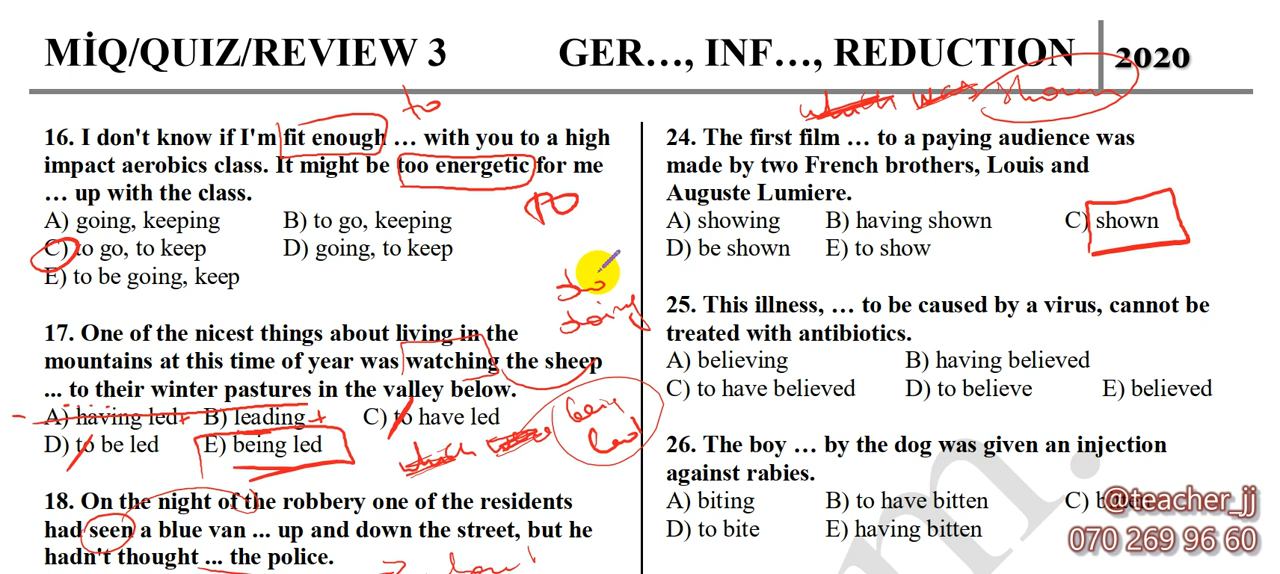 MİQ/QUIZ/REVIEW 3 GER…, INF…, REDUCTION 2020
to
16. I don't know if I'm fit enough … with you to a high
impact aerobics class. It might be too energetic for me
… up with the class.
A) going, keeping B) to go, keeping
C) to go, to keep D) going, to keep
E) to be going, keep
to
do
doing
17. One of the nicest things about living in the
mountains at this time of year was watching the sheep
... to their winter pastures in the valley below.
A) having led B) leading C) to have led
D) to be led E) being led
which was being
led
18. On the night of the robbery one of the residents
had seen a blue van ... up and down the street, but he
hadn't thought ... the police.
which was shown
24. The first film … to a paying audience was
made by two French brothers, Louis and
Auguste Lumiere.
A) showing B) having shown C) shown
D) be shown E) to show
25. This illness, … to be caused by a virus, cannot be
treated with antibiotics.
A) believing B) having believed
C) to have believed D) to believe E) believed
26. The boy … by the dog was given an injection
against rabies.
A) biting B) to have bitten C)
D) to bite E) having bitten
@teacher_jj
070 269 96 60